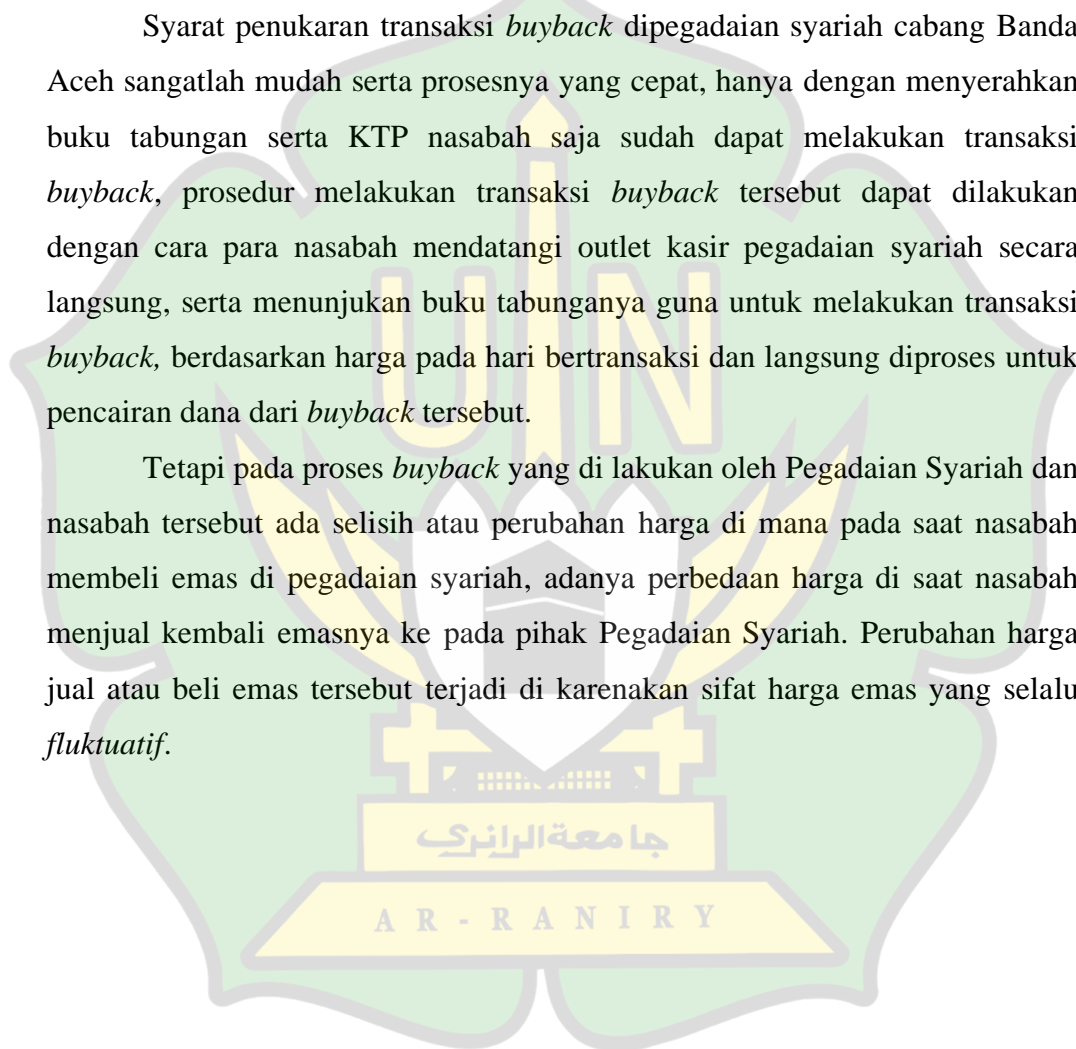 Syarat penukaran transaksi buyback dipegadaian syariah cabang Banda
Aceh sangatlah mudah serta prosesnya yang cepat, hanya dengan menyerahkan
buku tabungan serta KTP nasabah saja sudah dapat melakukan transaksi
buyback, prosedur melakukan transaksi buyback tersebut dapat dilakukan
dengan cara para nasabah mendatangi outlet kasir pegadaian syariah secara
langsung, serta menunjukan buku tabunganya guna untuk melakukan transaksi
buyback, berdasarkan harga pada hari bertransaksi dan langsung diproses untuk
pencairan dana dari buyback tersebut.
Tetapi pada proses buyback yang di lakukan oleh Pegadaian Syariah dan
nasabah tersebut ada selisih atau perubahan harga di mana pada saat nasabah
membeli emas di pegadaian syariah, adanya perbedaan harga di saat nasabah
menjual kembali emasnya ke pada pihak Pegadaian Syariah. Perubahan harga
jual atau beli emas tersebut terjadi di karenakan sifat harga emas yang selalu
fluktuatif.
UIN
جامعة الرانري
AR-RANIRY